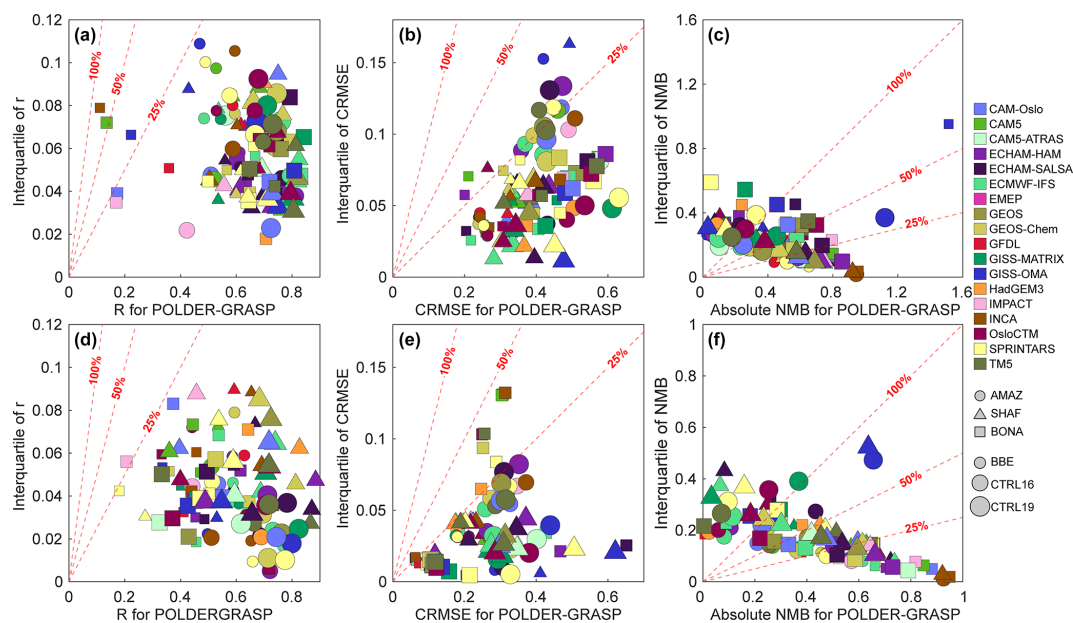 (a)
Interquartile of r
0.12
0.1
0.08
0.06
0.04
0.02
0
100%
50%
25%
0 0.2 0.4 0.6 0.8
R for POLDER-GRASP
(b)
Interquartile of CRMSE
0.15
0.1
0.05
0
50%
25%
0 0.2 0.4 0.6
CRMSE for POLDER-GRASP
(c)
Interquartile of NMB
1.6
1.2
0.8
0.4
0
100%
50%
25%
0 0.4 0.8 1.2 1.6
Absolute NMB for POLDER-GRASP
(d)
Interquartile of r
0.12
0.1
0.08
0.06
0.04
0.02
0
100%
50%
25%
0 0.2 0.4 0.6 0.8
R for POLDERGRASP
(e)
Interquartile of CRMSE
0.15
0.1
0.05
0
100%
50%
25%
0 0.2 0.4 0.6
CRMSE for POLDER-GRASP
(f)
Interquartile of NMB
1
0.8
0.6
0.4
0.2
0
100%
50%
25%
0 0.2 0.4 0.6 0.8 1
Absolute NMB for POLDER-GRASP
CAM-Oslo
CAM5
CAM5-ATRAS
ECHAM-HAM
ECHAM-SALSA
ECMWF-IFS
EMEP
GEOS
GEOS-Chem
GFDL
GISS-MATRIX
GISS-OMA
HadGEM3
IMPACT
INCA
OsloCTM
SPRINTARS
TM5
AMAZ
SHAF
BONA
BBE
CTRL16
CTRL19